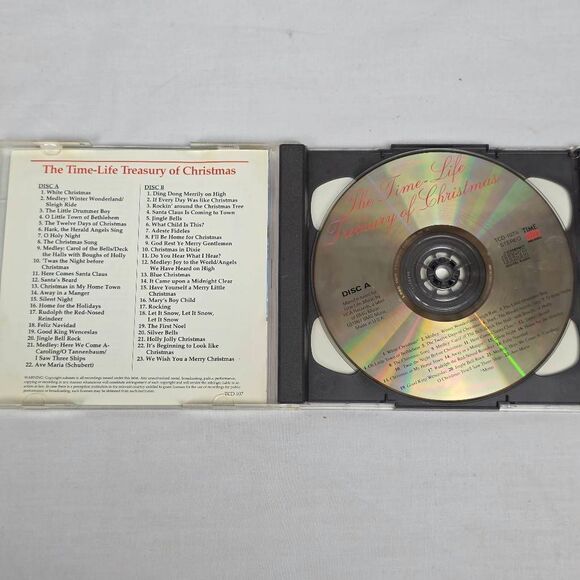 The Time-Life Treasury of Christmas
DISC A
1. White Christmas
2. Medley: Winter Wonderland/
Sleigh Ride
3. The Little Drummer Boy
4. O Little Town of Bethlehem
5. The Twelve Days of Christmas
6. Hark, the Herald Angels Sing
7. O Holy Night
8. The Christmas Song
9. Medley: Carol of the Bells/Deck
the Halls with Boughs of Holly
10. 'Twas the Night before
Christmas
11. Here Comes Santa Claus
12. Santa's Beard
13. Christmas in My Home Town
14. Away in a Manger
15. Silent Night
16. Home for the Holidays
17. Rudolph the Red-Nosed
Reindeer
18. Feliz Navidad
19. Good King Wenceslas
20. Jingle Bell Rock
21. Medley: Here We Come A-
Caroling/O Tannenbaum/
I Saw Three Ships
22. Ave Maria (Schubert)
DISC B
1. Ding Dong Merrily on High
2. If Every Day Was like Christmas
3. Rockin' around the Christmas Tree
4. Santa Claus Is Coming to Town
5. Jingle Bells
6. What Child Is This?
7. Adeste Fideles
8. I'll Be Home for Christmas
9. God Rest Ye Merry Gentlemen
10. Christmas in Dixie
11. Do You Hear What I Hear?
12. Medley: Joy to the World/Angels
We Have Heard on High
13. Blue Christmas
14. It Came upon a Midnight Clear
15. Have Yourself a Merry Little
Christmas
16. Mary's Boy Child
17. Rocking
18. Let It Snow, Let It Snow,
Let It Snow
19. The First Noel
20. Silver Bells
21. Holly Jolly Christmas
22. It's Beginning to Look Like
Christmas
23. We Wish You a Merry Christmas
TCD-107
The Time-Life
Treasury of Christmas
TCD-107A
STEREO
TIME
DISC A
Made in U.S.A.